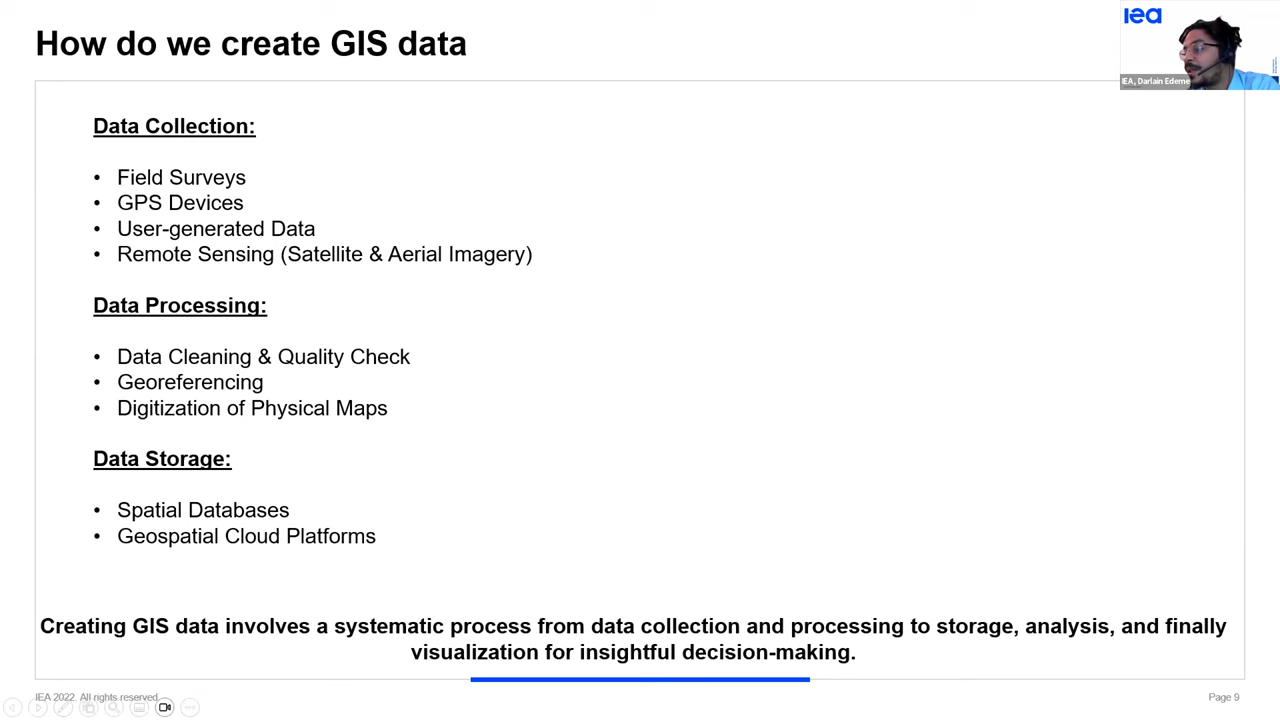 How do we create GIS data
iea
IEA, Darlain Edeme
Data Collection:
• Field Surveys
• GPS Devices
• User-generated Data
• Remote Sensing (Satellite & Aerial Imagery)
Data Processing:
• Data Cleaning & Quality Check
• Georeferencing
• Digitization of Physical Maps
Data Storage:
• Spatial Databases
• Geospatial Cloud Platforms
Creating GIS data involves a systematic process from data collection and processing to storage, analysis, and finally
visualization for insightful decision-making.
IEA 2022. All rights reserved.
Page 9